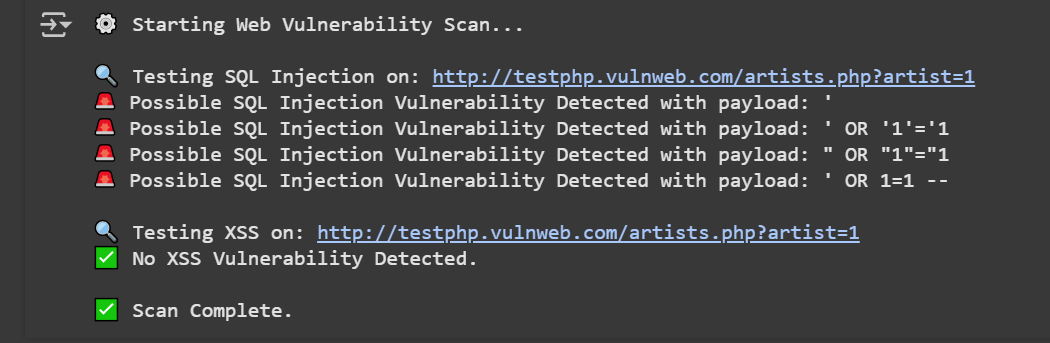 ⚙ Starting Web Vulnerability Scan...
🔍 Testing SQL Injection on: http://testphp.vulnweb.com/artists.php?artist=1
🚨 Possible SQL Injection Vulnerability Detected with payload: '
🚨 Possible SQL Injection Vulnerability Detected with payload: ' OR '1'='1
🚨 Possible SQL Injection Vulnerability Detected with payload: " OR "1"="1
🚨 Possible SQL Injection Vulnerability Detected with payload: ' OR 1=1 --
🔍 Testing XSS on: http://testphp.vulnweb.com/artists.php?artist=1
✅ No XSS Vulnerability Detected.
✅ Scan Complete.